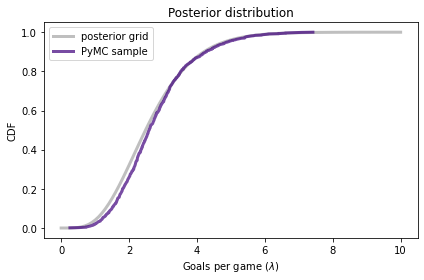 Posterior distribution
posterior grid
PyMC sample
CDF
1.0
0.8
0.6
0.4
0.2
0.0
0 2 4 6 8 10
Goals per game (λ)